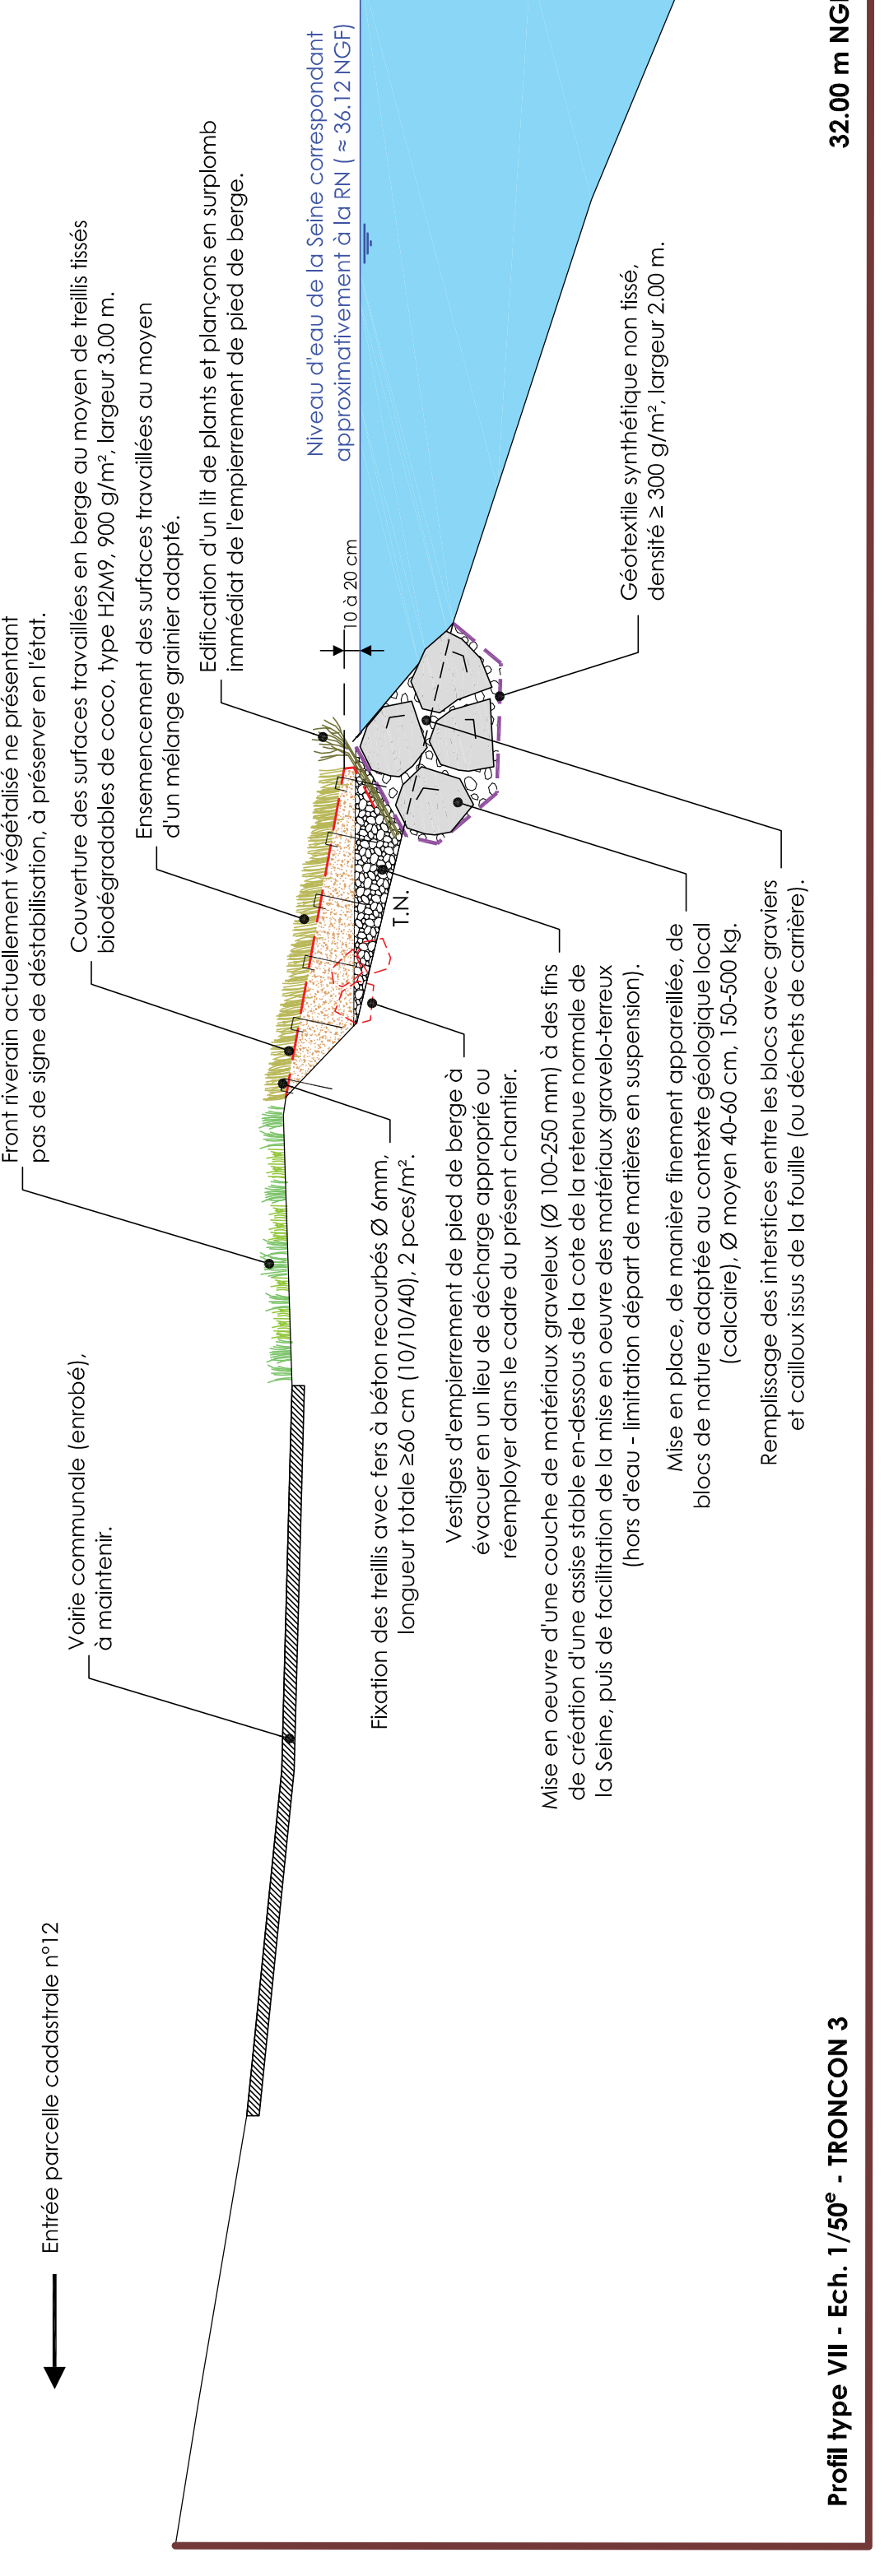 Front riverain actuellement végétalisé ne présentant
pas de signe de déstabilisation, à préserver en l'état.
Couverture des surfaces travaillées en berge au moyen de treillis tissés
biodégradables de coco, type H2M9, 900 g/m², largeur 3.00 m.
Ensemencement des surfaces travaillées au moyen
d'un mélange grainier adapté.
Edification d'un lit de plants et plançons en surplomb
immédiat de l'empierrement de pied de berge.
Niveau d'eau de la Seine correspondant
approximativement à la RN ( ≈ 36.12 NGF)
10 à 20 cm
Entrée parcelle cadastrale n°12
Voirie communale (enrobé),
à maintenir.
T.N.
Géotextile synthétique non tissé,
densité ≥ 300 g/m², largeur 2.00 m.
Fixation des treillis avec fers à béton recourbés Ø 6mm,
longueur totale ≥60 cm (10/10/40), 2 pces/m².
Vestiges d'empierrement de pied de berge à
évacuer en un lieu de décharge approprié ou
réemployer dans le cadre du présent chantier.
Mise en oeuvre d'une couche de matériaux graveleux (Ø 100-250 mm) à des fins
de création d'une assise stable en-dessous de la cote de la retenue normale de
la Seine, puis de facilitation de la mise en oeuvre des matériaux gravelo-terreux
(hors d'eau - limitation départ de matières en suspension).
Mise en place, de manière finement appareillée, de
blocs de nature adaptée au contexte géologique local
(calcaire), Ø moyen 40-60 cm, 150-500 kg.
Remplissage des interstices entre les blocs avec graviers
et cailloux issus de la fouille (ou déchets de carrière).
Profil type VII - Ech. 1/50e - TRONCON 3
32.00 m NGF